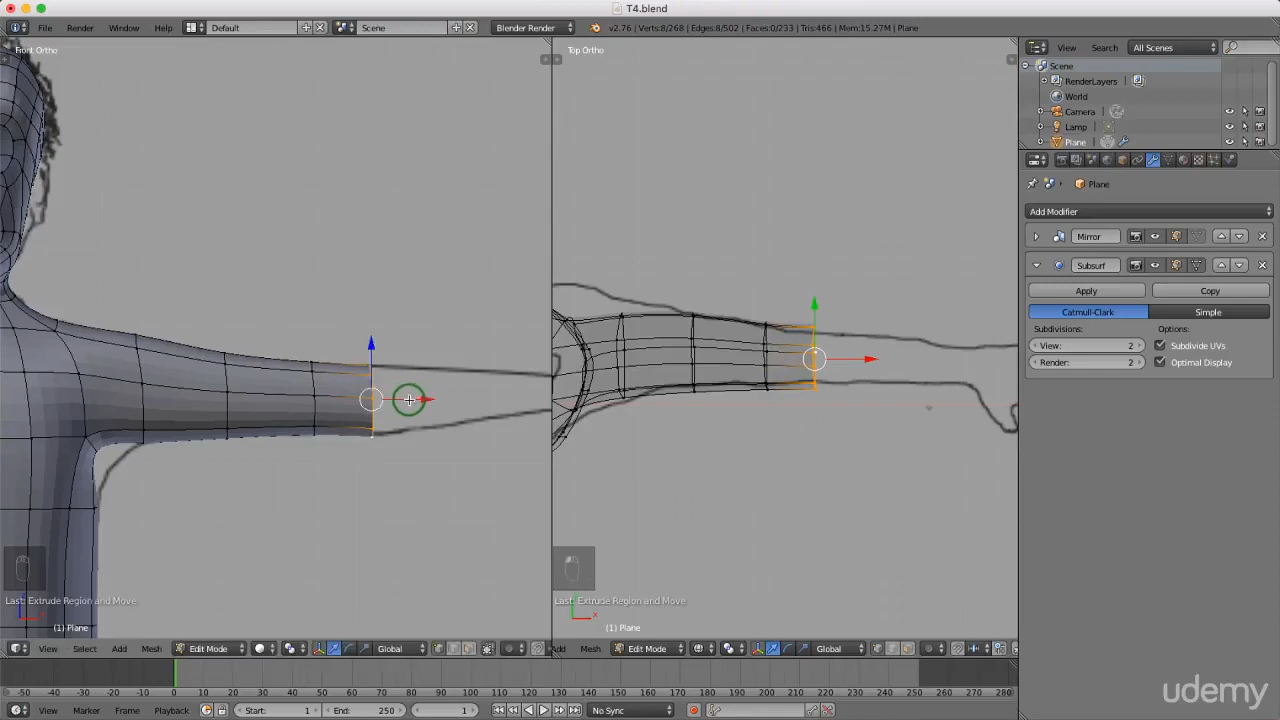 T4.blend
File Render Window Help Default Scene Blender Render v2.76 | Verts:8/268 | Edges:8/502 | Faces:0/233 | Tris:466 | Mem:15.27M | Plane
View Search All Scenes
Front Ortho
Top Ortho
Scene
RenderLayers
World
Camera
Lamp
Plane
Plane
Add Modifier
Mirror
Subsurf
Apply Copy
Catmull-Clark Simple
Subdivisions: Options:
View: 2 Subdivide UVs
Render: 2 Optimal Display
Last: Extrude Region and Move
Last: Extrude Region and Move
x
(1) Plane
(1) Plane
View Select Add Mesh Edit Mode Global
Add Mesh Edit Mode Global
-50 -40 -30 -20 -10 0 10 20 30 40 50 60 70 80 90 100 110 120 130 140 150 160 170 180 190 200 210 220 230 240 250 260 270 280
View Marker Frame Playback Start: 1 End: 250 1 No Sync
udemy